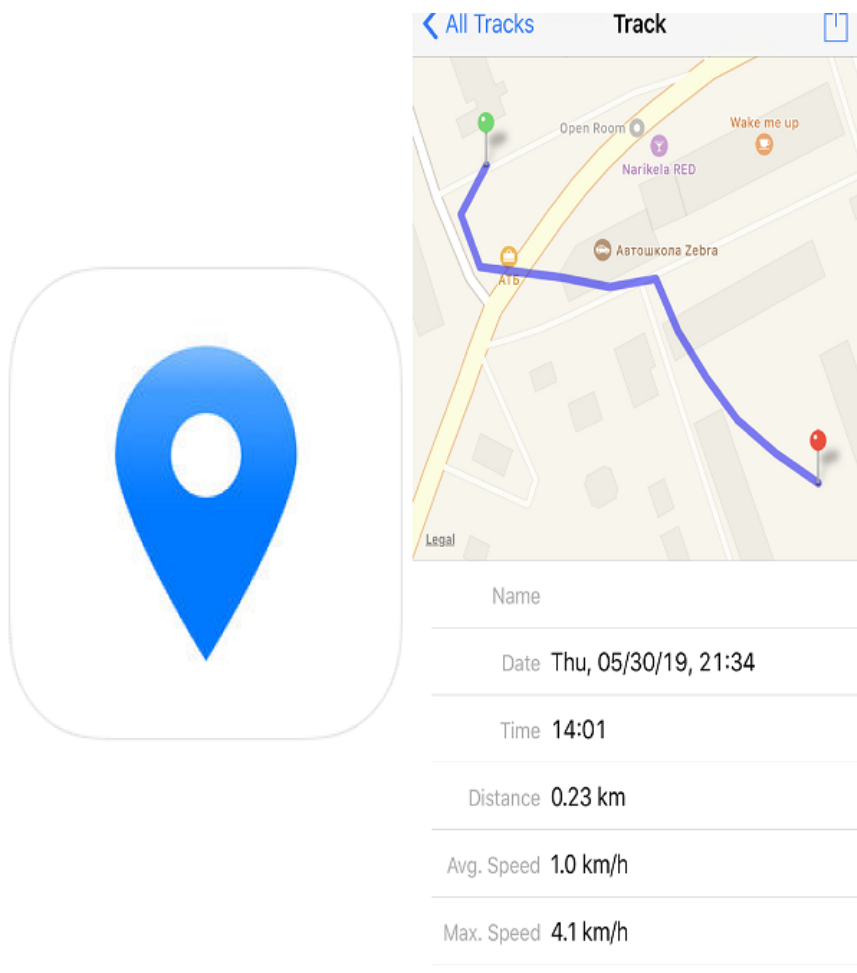 All Tracks
Track
Open Room
Wake me up
Narikela RED
Автошкола Zebra
АТБ
Legal
Name
Date Thu, 05/30/19, 21:34
Time 14:01
Distance 0.23 km
Avg. Speed 1.0 km/h
Max. Speed 4.1 km/h